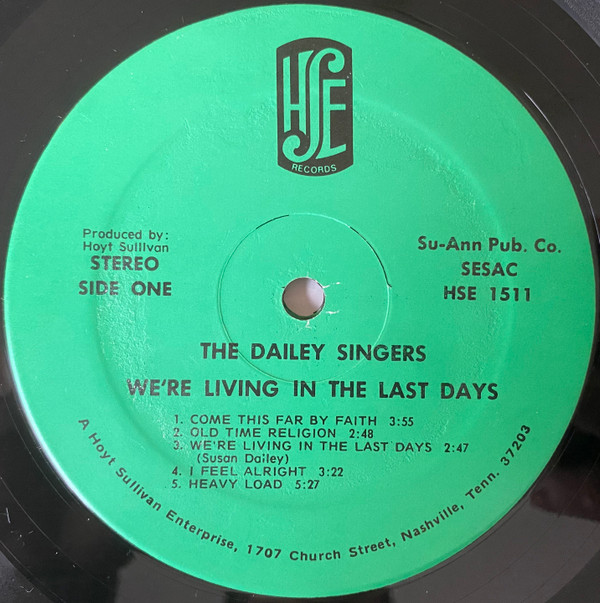 HSE
RECORDS
Produced by:
Hoyt Sullivan
STEREO
SIDE ONE
Su-Ann Pub. Co.
SESAC
HSE 1511
THE DAILEY SINGERS
WE'RE LIVING IN THE LAST DAYS
1. COME THIS FAR BY FAITH 3:55
2. OLD TIME RELIGION 2:48
3. WE'RE LIVING IN THE LAST DAYS 2:47
(Susan Dailey)
4. I FEEL ALRIGHT 3:22
5. HEAVY LOAD 5:27
A Hoyt Sullivan Enterprise, 1707 Church Street, Nashville, Tenn. 37203